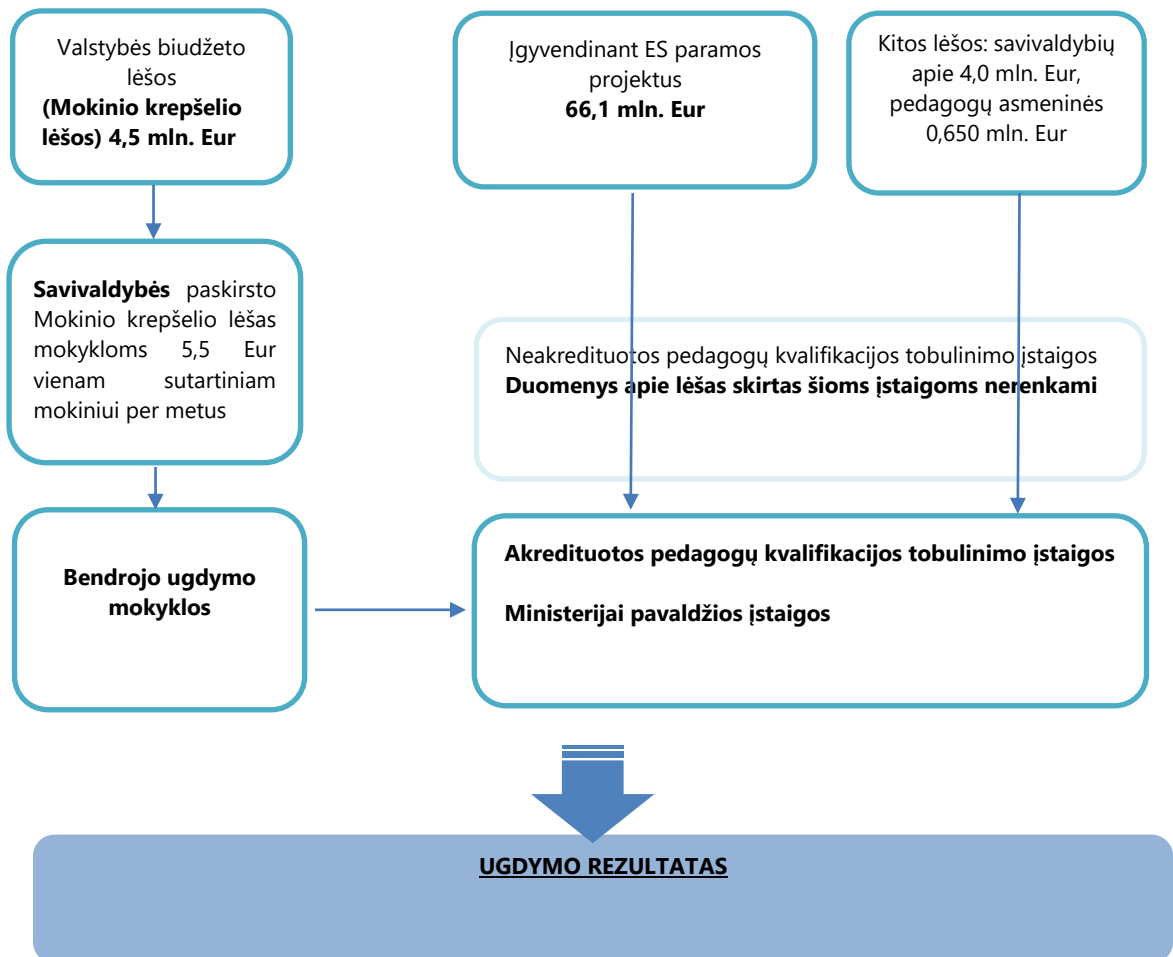 Valstybės biudžeto
lėšos
(Mokinio krepšelio
lėšos) 4,5 mln. Eur
Įgyvendinant ES paramos
projektus
66,1 mln. Eur
Kitos lėšos: savivaldybių
apie 4,0 mln. Eur,
pedagogų asmeninės
0,650 mln. Eur
Savivaldybės paskirsto
Mokinio krepšelio lėšas
mokykloms 5,5 Eur
vienam sutartiniam
mokiniui per metus
Neakredituotos pedagogų kvalifikacijos tobulinimo įstaigos
Duomenys apie lėšas skirtas šioms įstaigoms nerenkami
Bendrojo ugdymo
mokyklos
Akredituotos pedagogų kvalifikacijos tobulinimo įstaigos
Ministerijai pavaldžios įstaigos
UGDYMO REZULTATAS